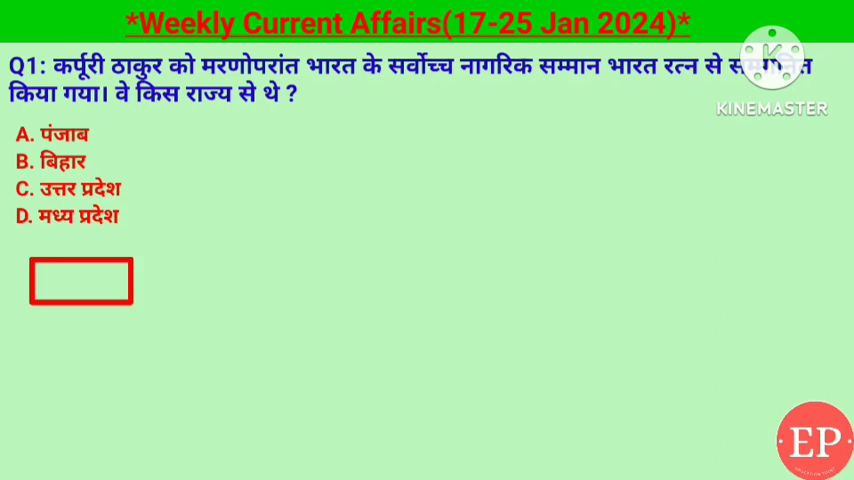 *Weekly Current Affairs(17-25 Jan 2024)*
Q1: कर्पूरी ठाकुर को मरणोपरांत भारत के सर्वोच्च नागरिक सम्मान भारत रत्न से सम्मानित
किया गया। वे किस राज्य से थे ?
KINEMASTER
A. पंजाब
B. बिहार
C. उत्तर प्रदेश
D. मध्य प्रदेश
EP